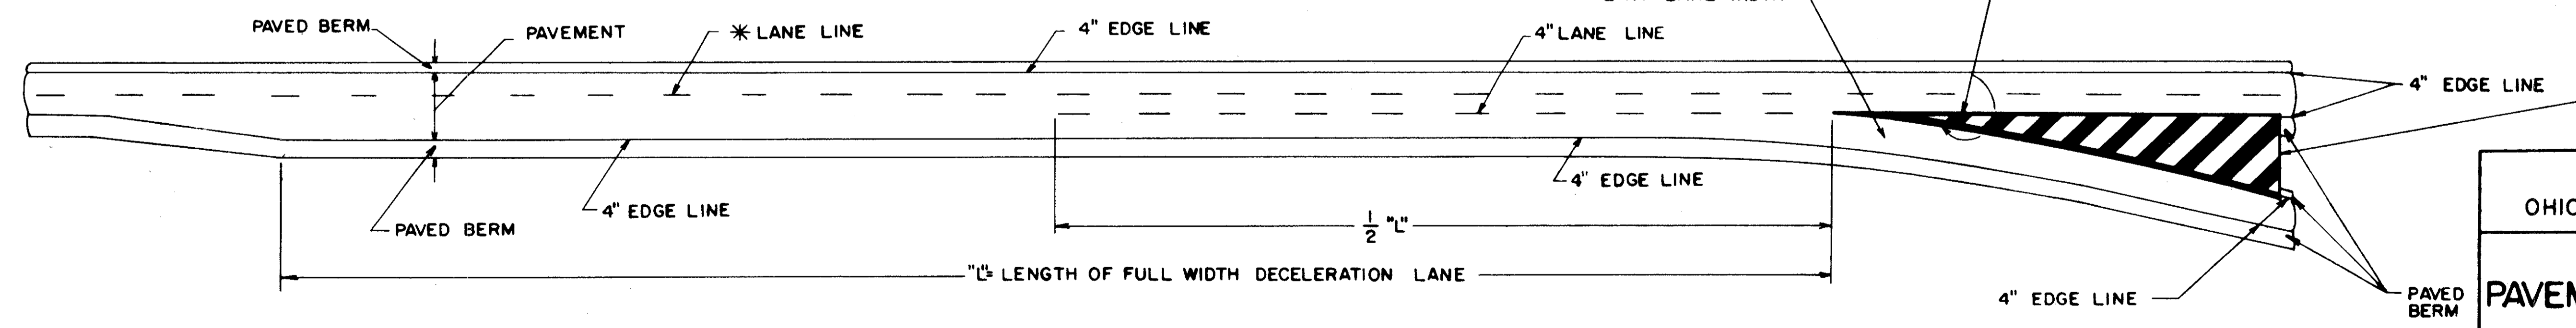 PAVED BERM
PAVEMENT
* LANE LINE
4" EDGE LINE
4" LANE LINE
4" EDGE LINE
4" EDGE LINE
PAVED BERM
4" EDGE LINE
1/2 "L"
"L"= LENGTH OF FULL WIDTH DECELERATION LANE
4" EDGE LINE
PAVED
BERM
OHIO
PAVEM